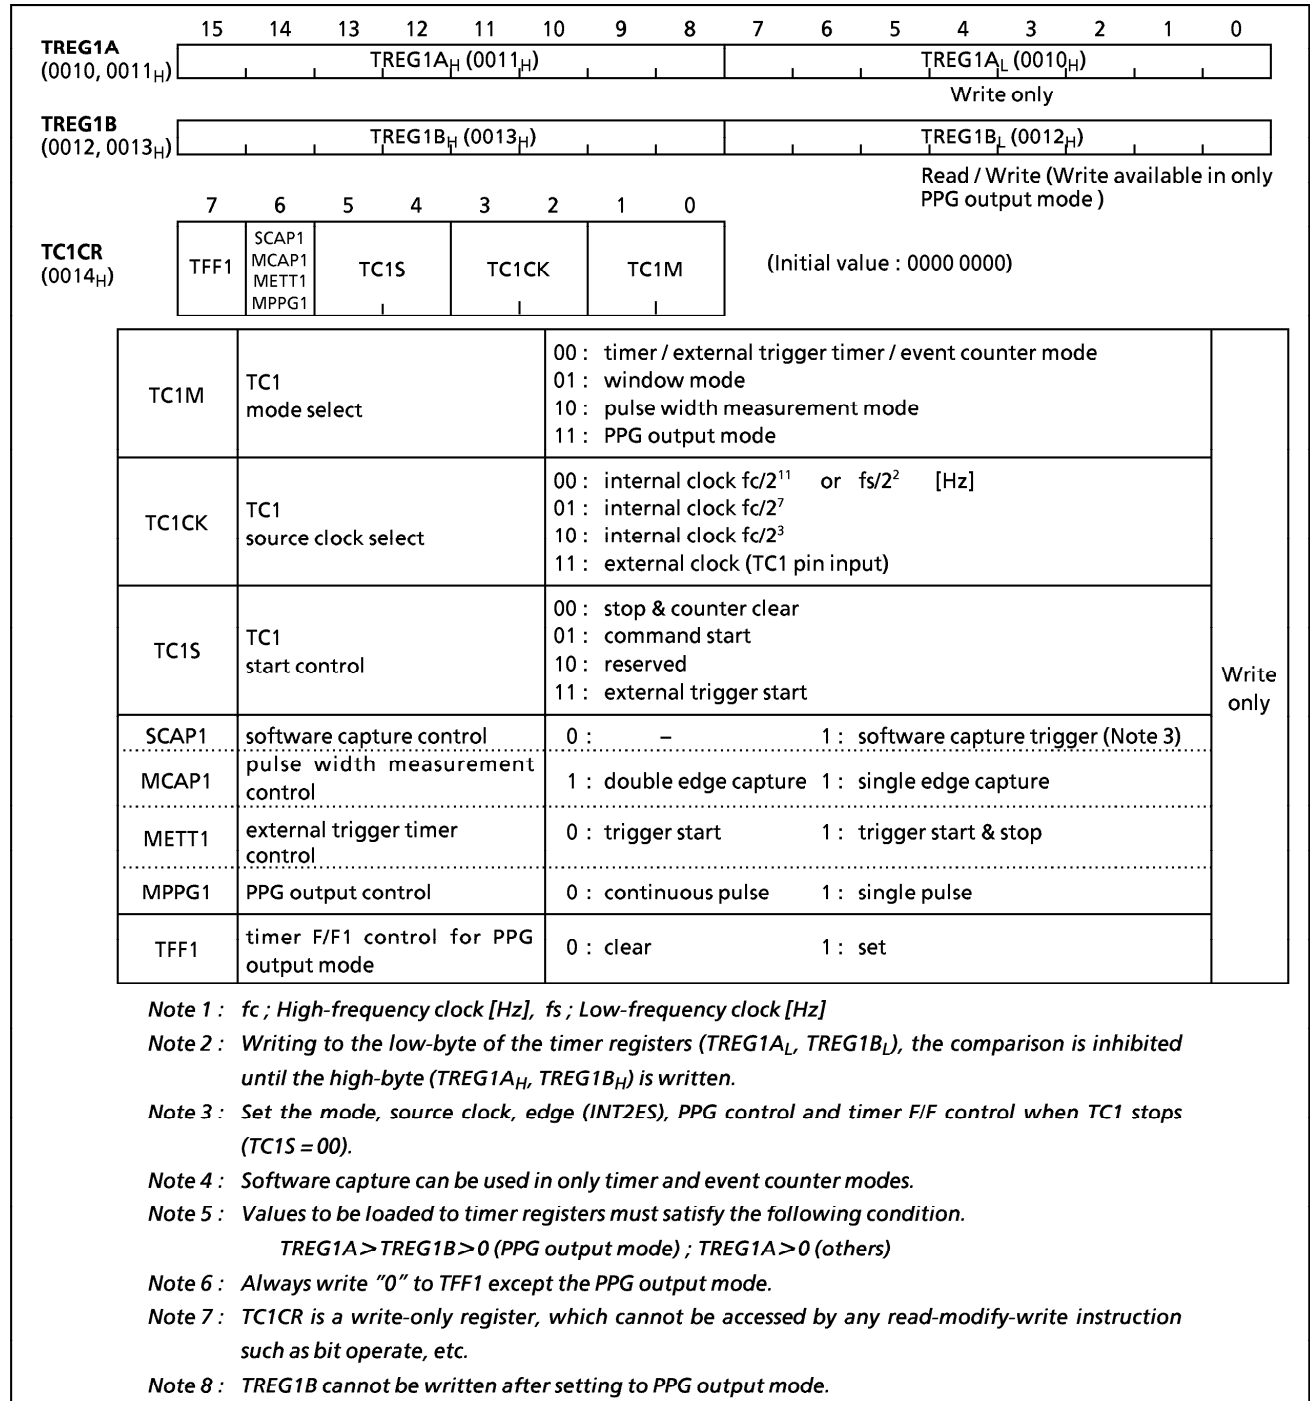 15 14 13 12 11 10 9 8 7 6 5 4 3 2 1 0
TREG1A
(0010, 0011H)
TREG1AH (0011H) TREG1AL (0010H)
Write only
TREG1B
(0012, 0013H)
TREG1BH (0013H) TREG1BL (0012H)
Read / Write (Write available in only
PPG output mode )
7 6 5 4 3 2 1 0
TC1CR
(0014H)
TFF1
SCAP1
MCAP1
METT1
MPPG1
TC1S TC1CK TC1M
(Initial value : 0000 0000)
TC1M
TC1
mode select
00 : timer / external trigger timer / event counter mode
01 : window mode
10 : pulse width measurement mode
11 : PPG output mode
TC1CK
TC1
source clock select
00 : internal clock fc/2¹¹ or fs/2² [Hz]
01 : internal clock fc/2⁷
10 : internal clock fc/2³
11 : external clock (TC1 pin input)
TC1S
TC1
start control
00 : stop & counter clear
01 : command start
10 : reserved
11 : external trigger start
Write
only
SCAP1 software capture control 0 : – 1 : software capture trigger (Note 3)
MCAP1
pulse width measurement
control
1 : double edge capture 1 : single edge capture
METT1
external trigger timer
control
0 : trigger start 1 : trigger start & stop
MPPG1 PPG output control 0 : continuous pulse 1 : single pulse
TFF1
timer F/F1 control for PPG
output mode
0 : clear 1 : set
Note 1 : fc ; High-frequency clock [Hz], fs ; Low-frequency clock [Hz]
Note 2 : Writing to the low-byte of the timer registers (TREG1AL, TREG1BL), the comparison is inhibited
until the high-byte (TREG1AH, TREG1BH) is written.
Note 3 : Set the mode, source clock, edge (INT2ES), PPG control and timer F/F control when TC1 stops
(TC1S = 00).
Note 4 : Software capture can be used in only timer and event counter modes.
Note 5 : Values to be loaded to timer registers must satisfy the following condition.
TREG1A > TREG1B > 0 (PPG output mode) ; TREG1A > 0 (others)
Note 6 : Always write "0" to TFF1 except the PPG output mode.
Note 7 : TC1CR is a write-only register, which cannot be accessed by any read-modify-write instruction
such as bit operate, etc.
Note 8 : TREG1B cannot be written after setting to PPG output mode.